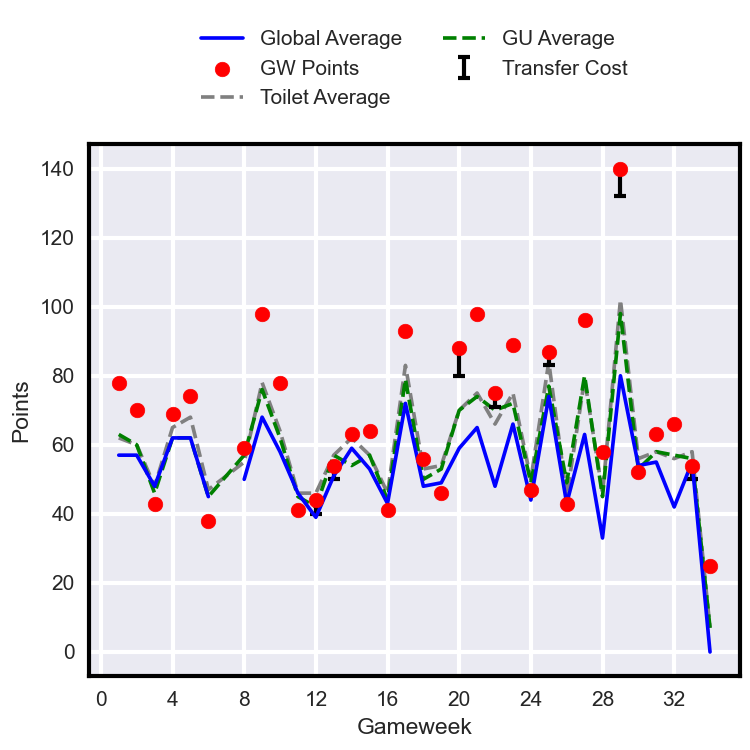 Global Average
GW Points
Toilet Average
GU Average
Transfer Cost
Points
140
120
100
80
60
40
20
0
0 4 8 12 16 20 24 28 32
Gameweek